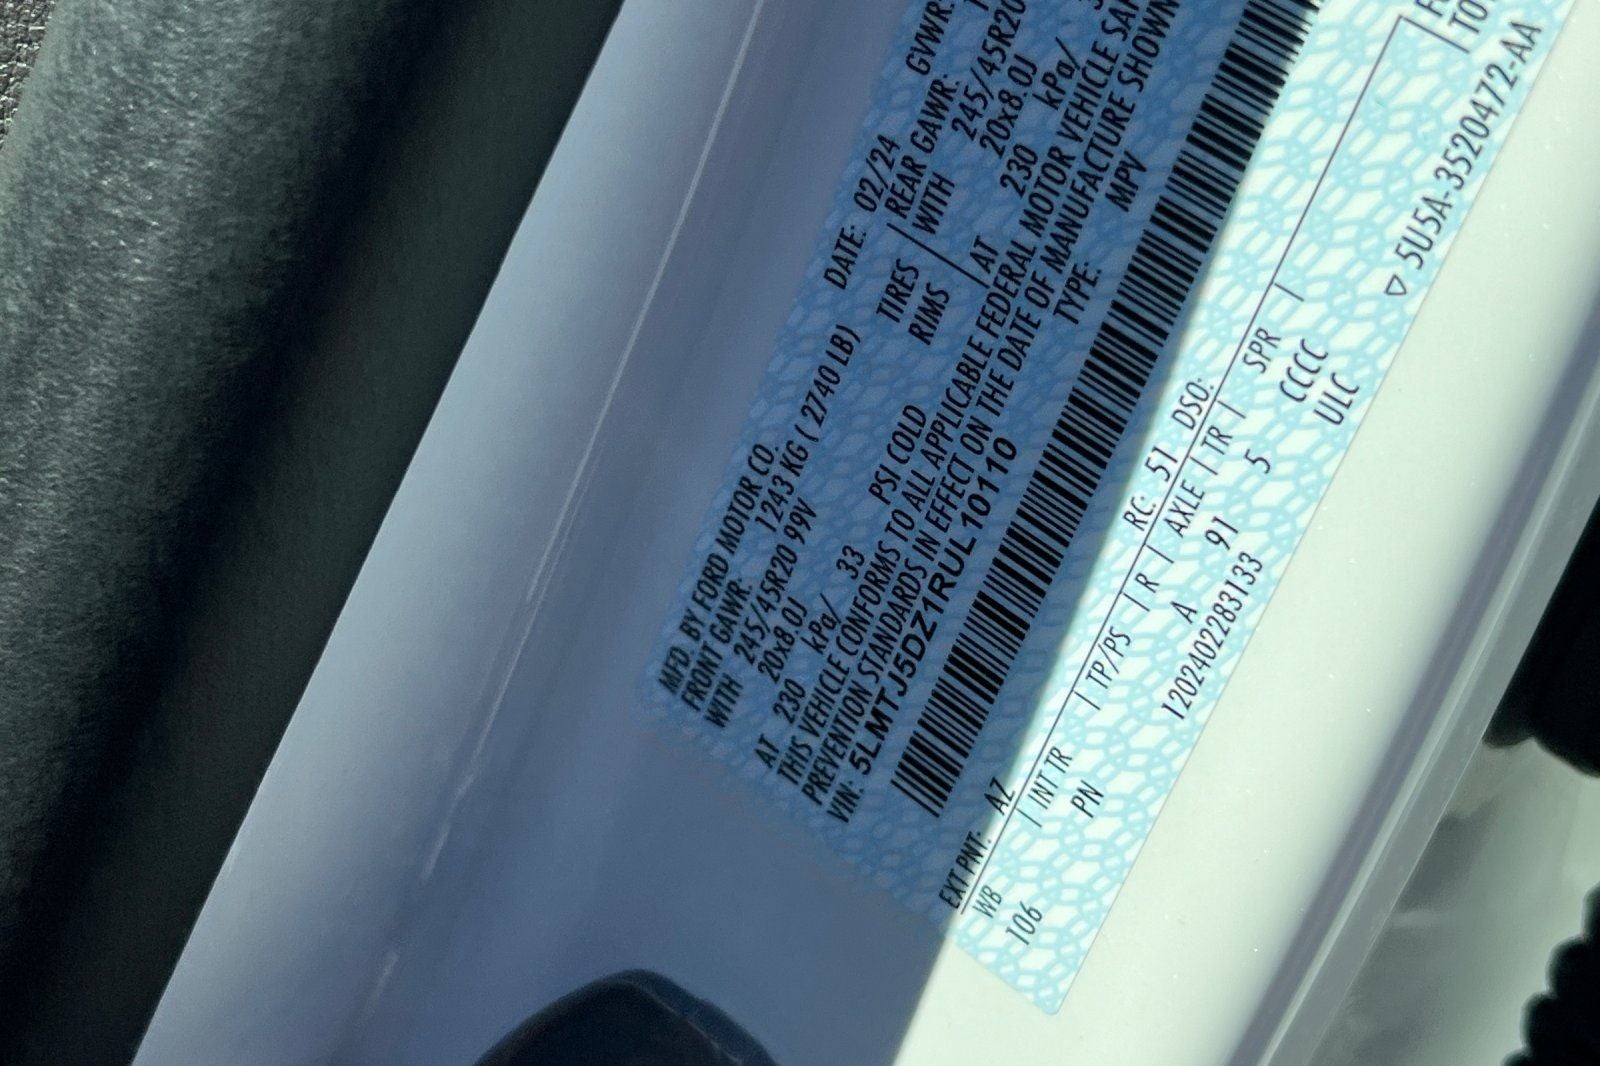 MFD. BY FORD MOTOR CO. DATE: 02/24 GVWR:
FRONT GAWR: 1243 KG ( 2740 LB) REAR GAWR:
WITH 245/45R20 99V TIRES WITH 245/45R20
20x8.0J RIMS 20x8.0J
AT 230 kPa/ 33 PSI COLD AT 230 kPa/
THIS VEHICLE CONFORMS TO ALL APPLICABLE FEDERAL MOTOR VEHICLE
PREVENTION STANDARDS IN EFFECT ON THE DATE OF MANUFACTURE SHOWN
VIN: 5LMTJ5DZ1RUL10110 TYPE: MPV
EXT PNT: AZ RC: 51 DSO:
WB INT TR TP/PS R AXLE TR SPR
106 PN A 91 5 CCCC
1202402283133 ULC
5U5A-3520472-AA